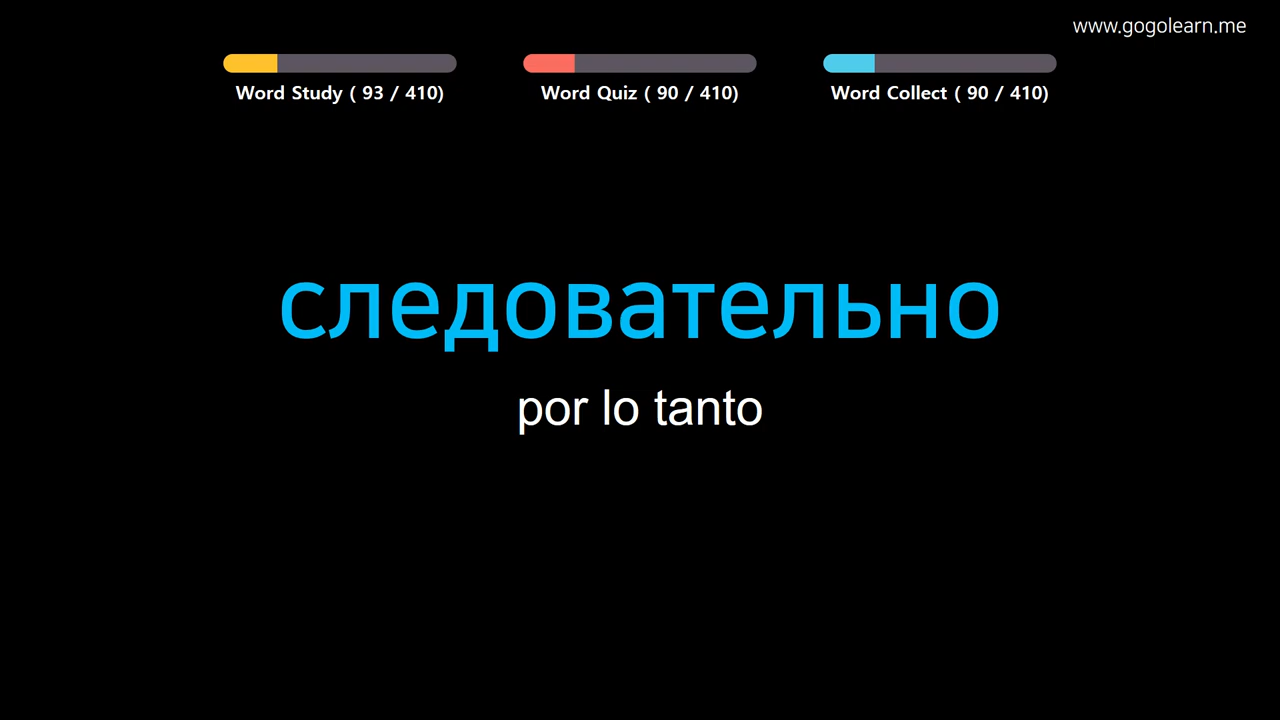 www.gogolearn.me
Word Study ( 93 / 410)
Word Quiz ( 90 / 410)
Word Collect ( 90 / 410)
следовательно
por lo tanto